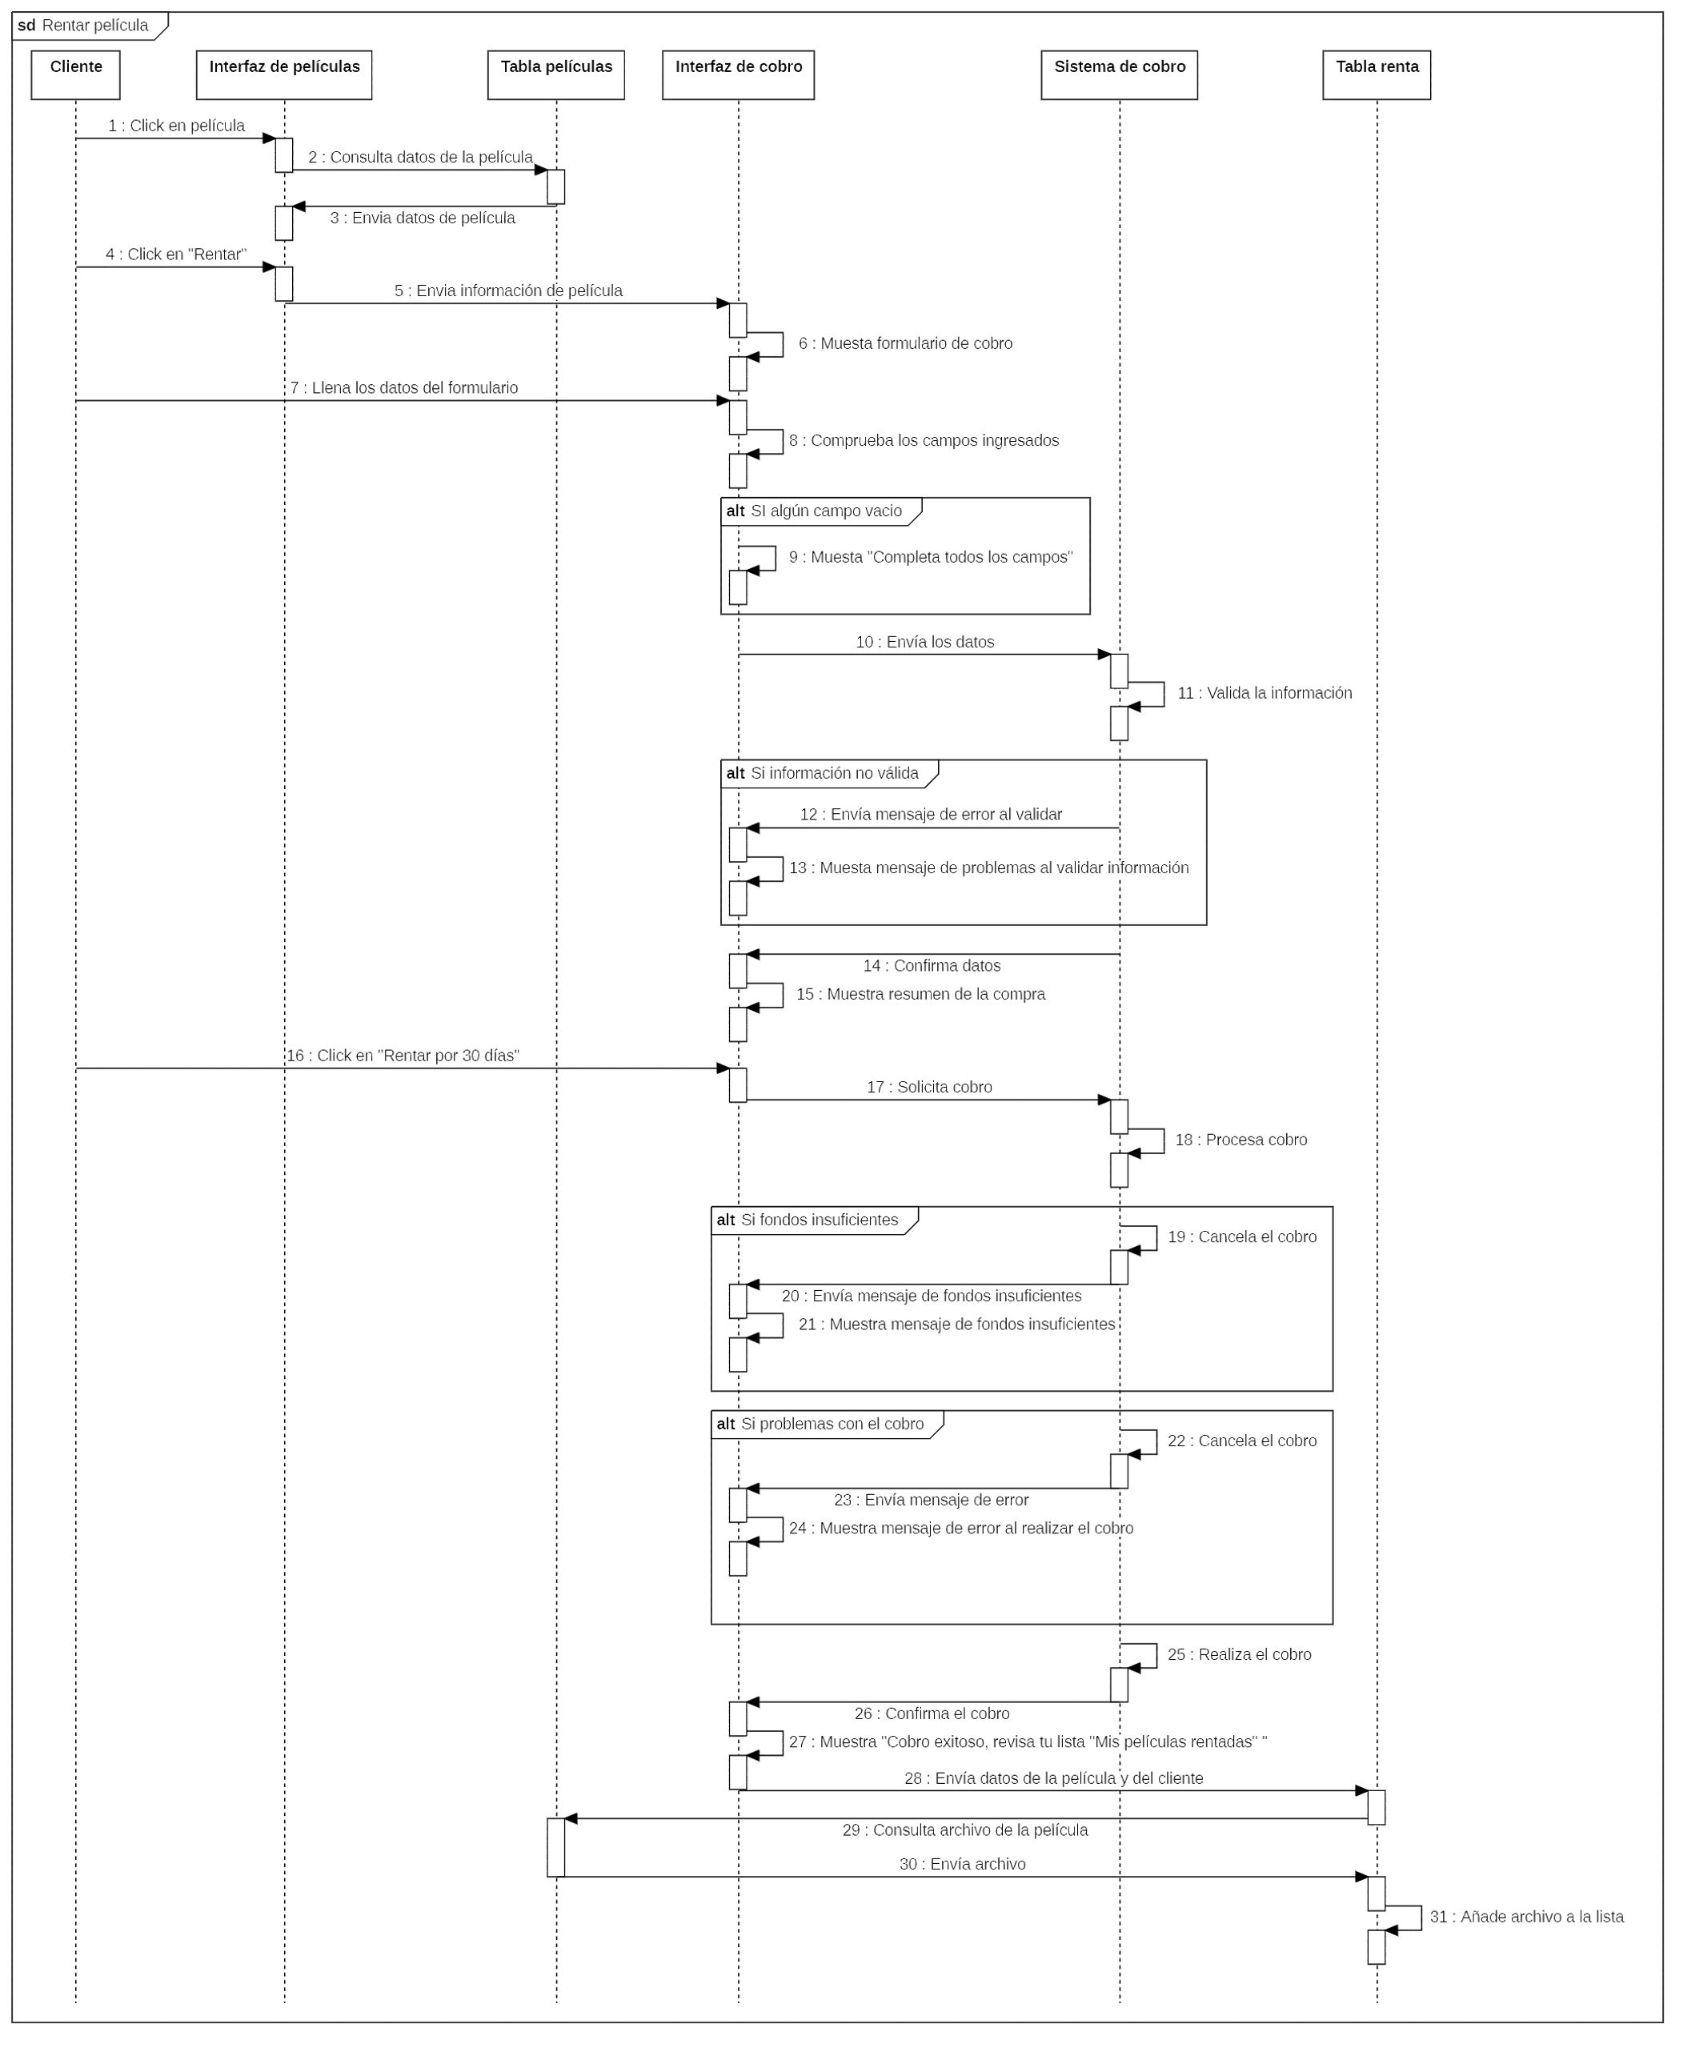 sd Rentar película
Cliente
Interfaz de películas
Tabla películas
Interfaz de cobro
Sistema de cobro
Tabla renta
1 : Click en película
2 : Consulta datos de la película
3 : Envia datos de película
4 : Click en "Rentar"
5 : Envia información de película
6 : Muesta formulario de cobro
7 : Llena los datos del formulario
8 : Comprueba los campos ingresados
alt SI algún campo vacio
9 : Muesta "Completa todos los campos"
10 : Envía los datos
11 : Valida la información
alt Si información no válida
12 : Envía mensaje de error al validar
13 : Muesta mensaje de problemas al validar información
14 : Confirma datos
15 : Muestra resumen de la compra
16 : Click en "Rentar por 30 días"
17 : Solicita cobro
18 : Procesa cobro
alt Si fondos insuficientes
19 : Cancela el cobro
20 : Envía mensaje de fondos insuficientes
21 : Muestra mensaje de fondos insuficientes
alt Si problemas con el cobro
22 : Cancela el cobro
23 : Envía mensaje de error
24 : Muestra mensaje de error al realizar el cobro
25 : Realiza el cobro
26 : Confirma el cobro
27 : Muestra "Cobro exitoso, revisa tu lista "Mis películas rentadas" "
28 : Envía datos de la película y del cliente
29 : Consulta archivo de la película
30 : Envía archivo
31 : Añade archivo a la lista